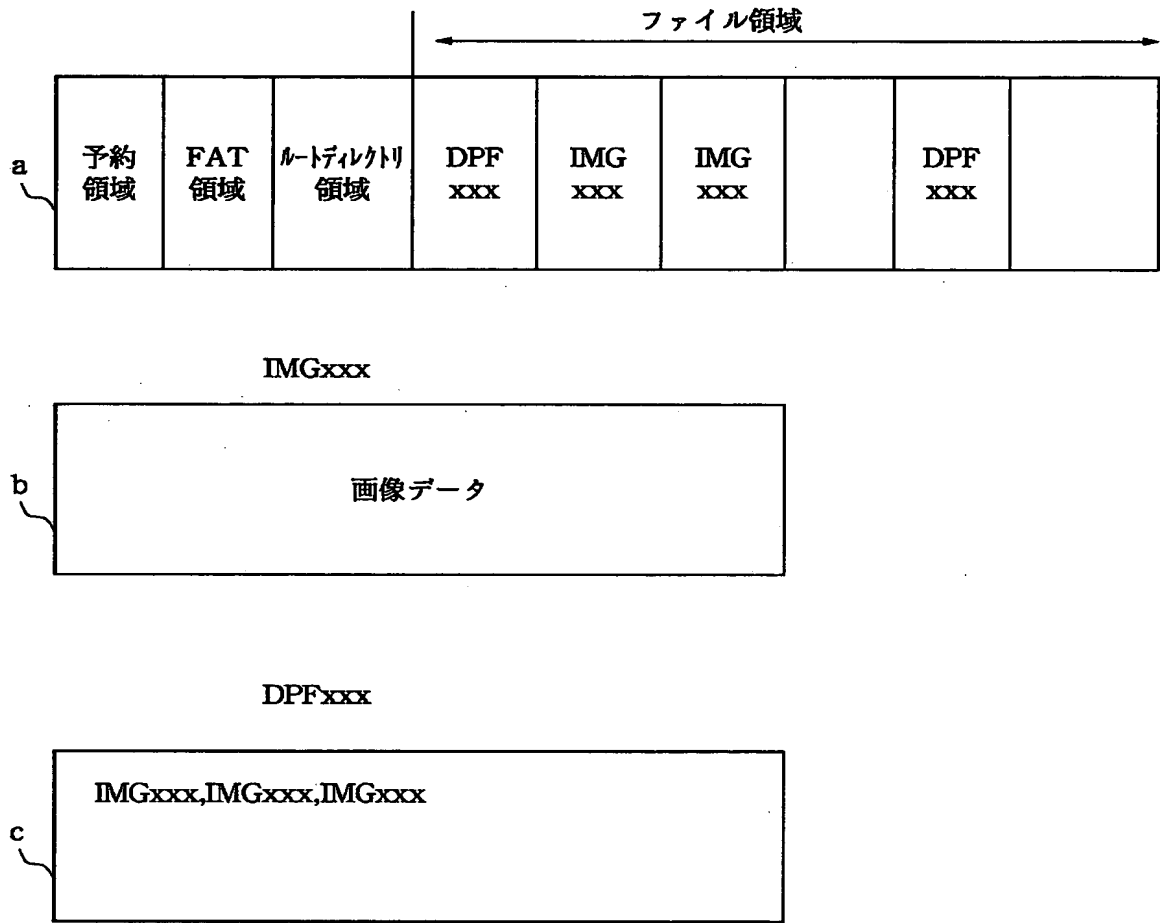 ファイル領域
a
予約
領域
FAT
領域
ルートディレクトリ
領域
DPF
xxx
IMG
xxx
IMG
xxx
DPF
xxx
IMGxxx
b
画像データ
DPFxxx
c
IMGxxx,IMGxxx,IMGxxx